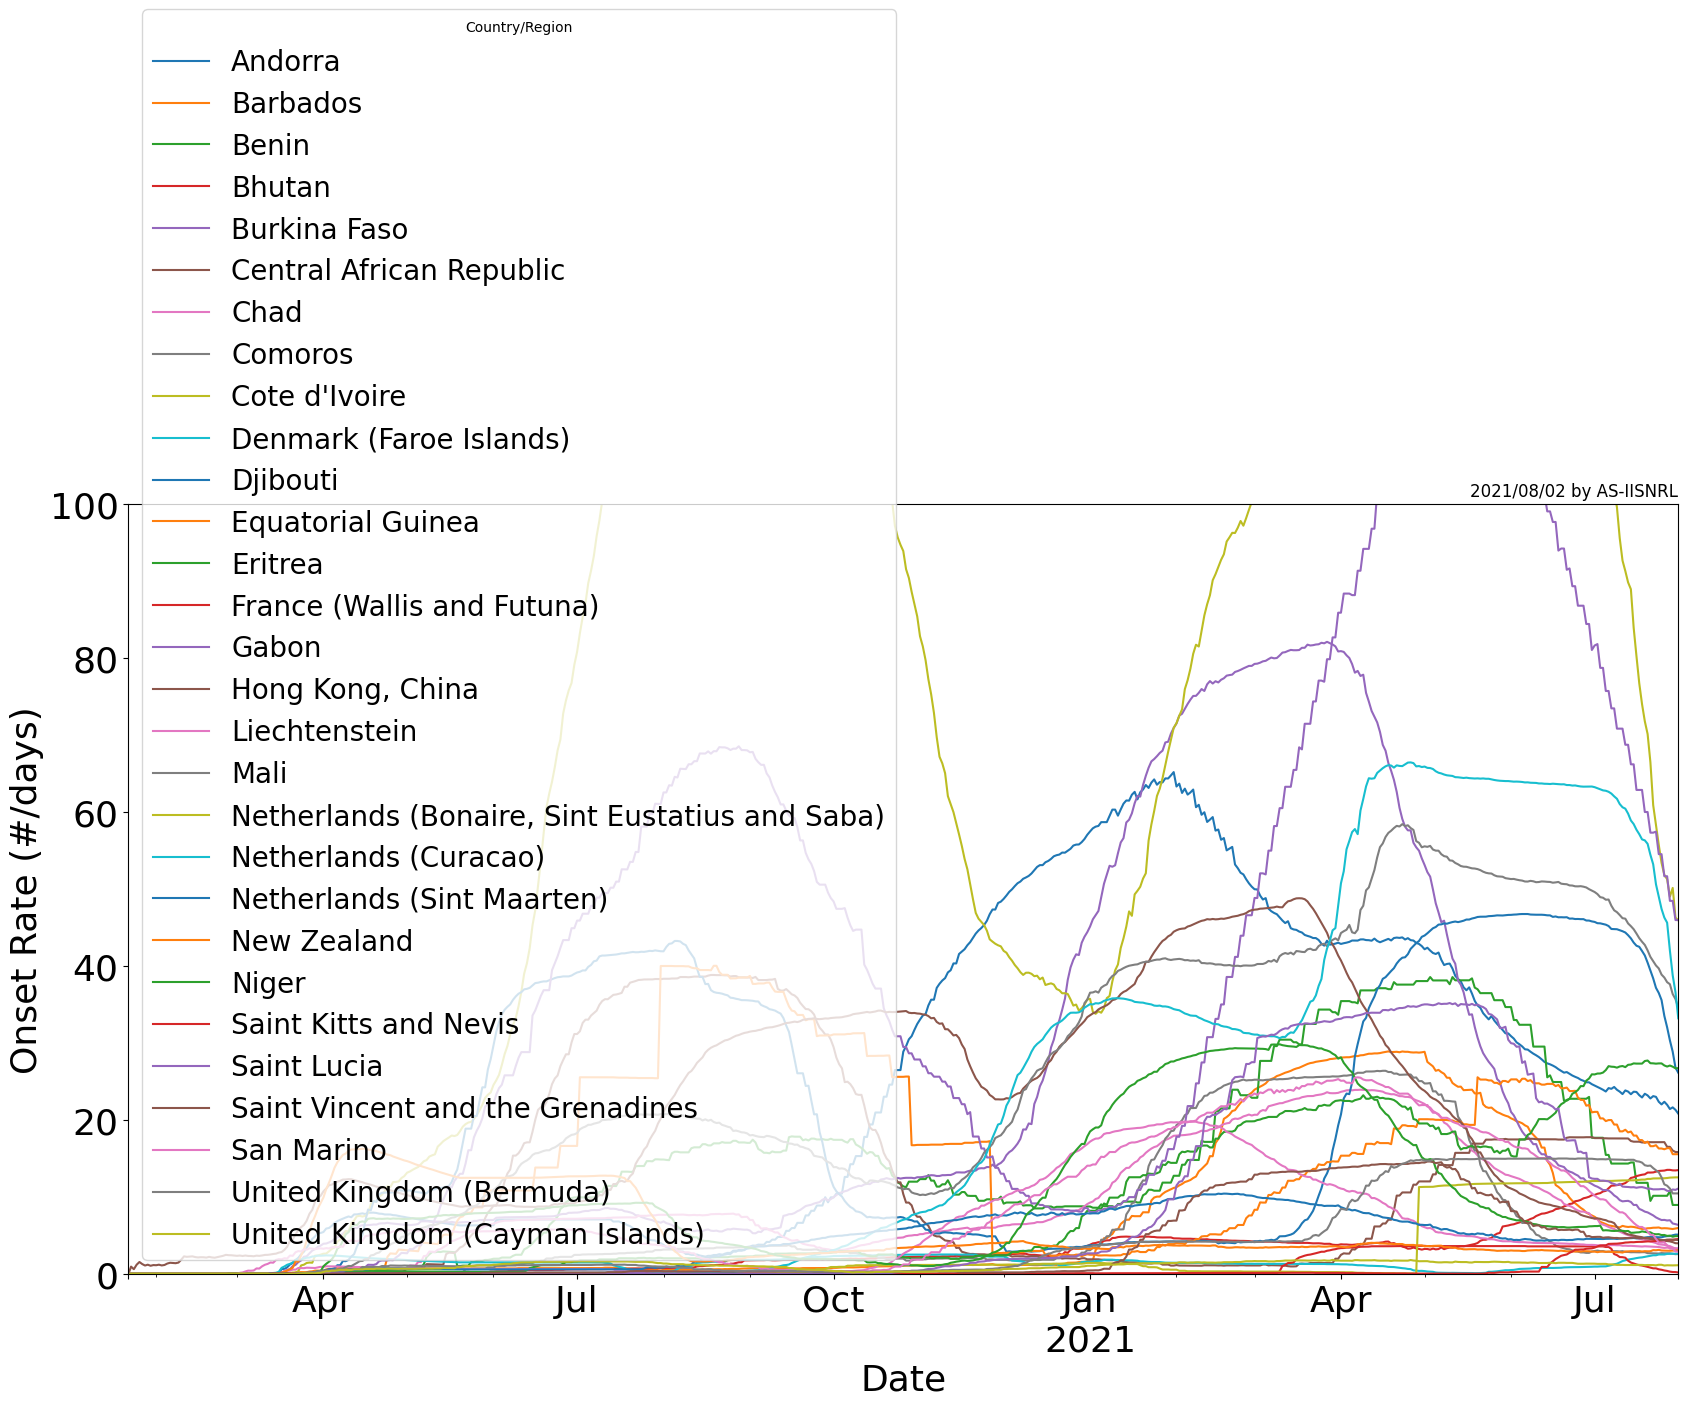 Country/Region
Andorra
Barbados
Benin
Bhutan
Burkina Faso
Central African Republic
Chad
Comoros
Cote d'Ivoire
Denmark (Faroe Islands)
Djibouti
Equatorial Guinea
Eritrea
France (Wallis and Futuna)
Gabon
Hong Kong, China
Liechtenstein
Mali
Netherlands (Bonaire, Sint Eustatius and Saba)
Netherlands (Curacao)
Netherlands (Sint Maarten)
New Zealand
Niger
Saint Kitts and Nevis
Saint Lucia
Saint Vincent and the Grenadines
San Marino
United Kingdom (Bermuda)
United Kingdom (Cayman Islands)
2021/08/02 by AS-IISNRL
100
80
60
40
20
0
Onset Rate (#/days)
Apr Jul Oct Jan Apr Jul
2021
Date